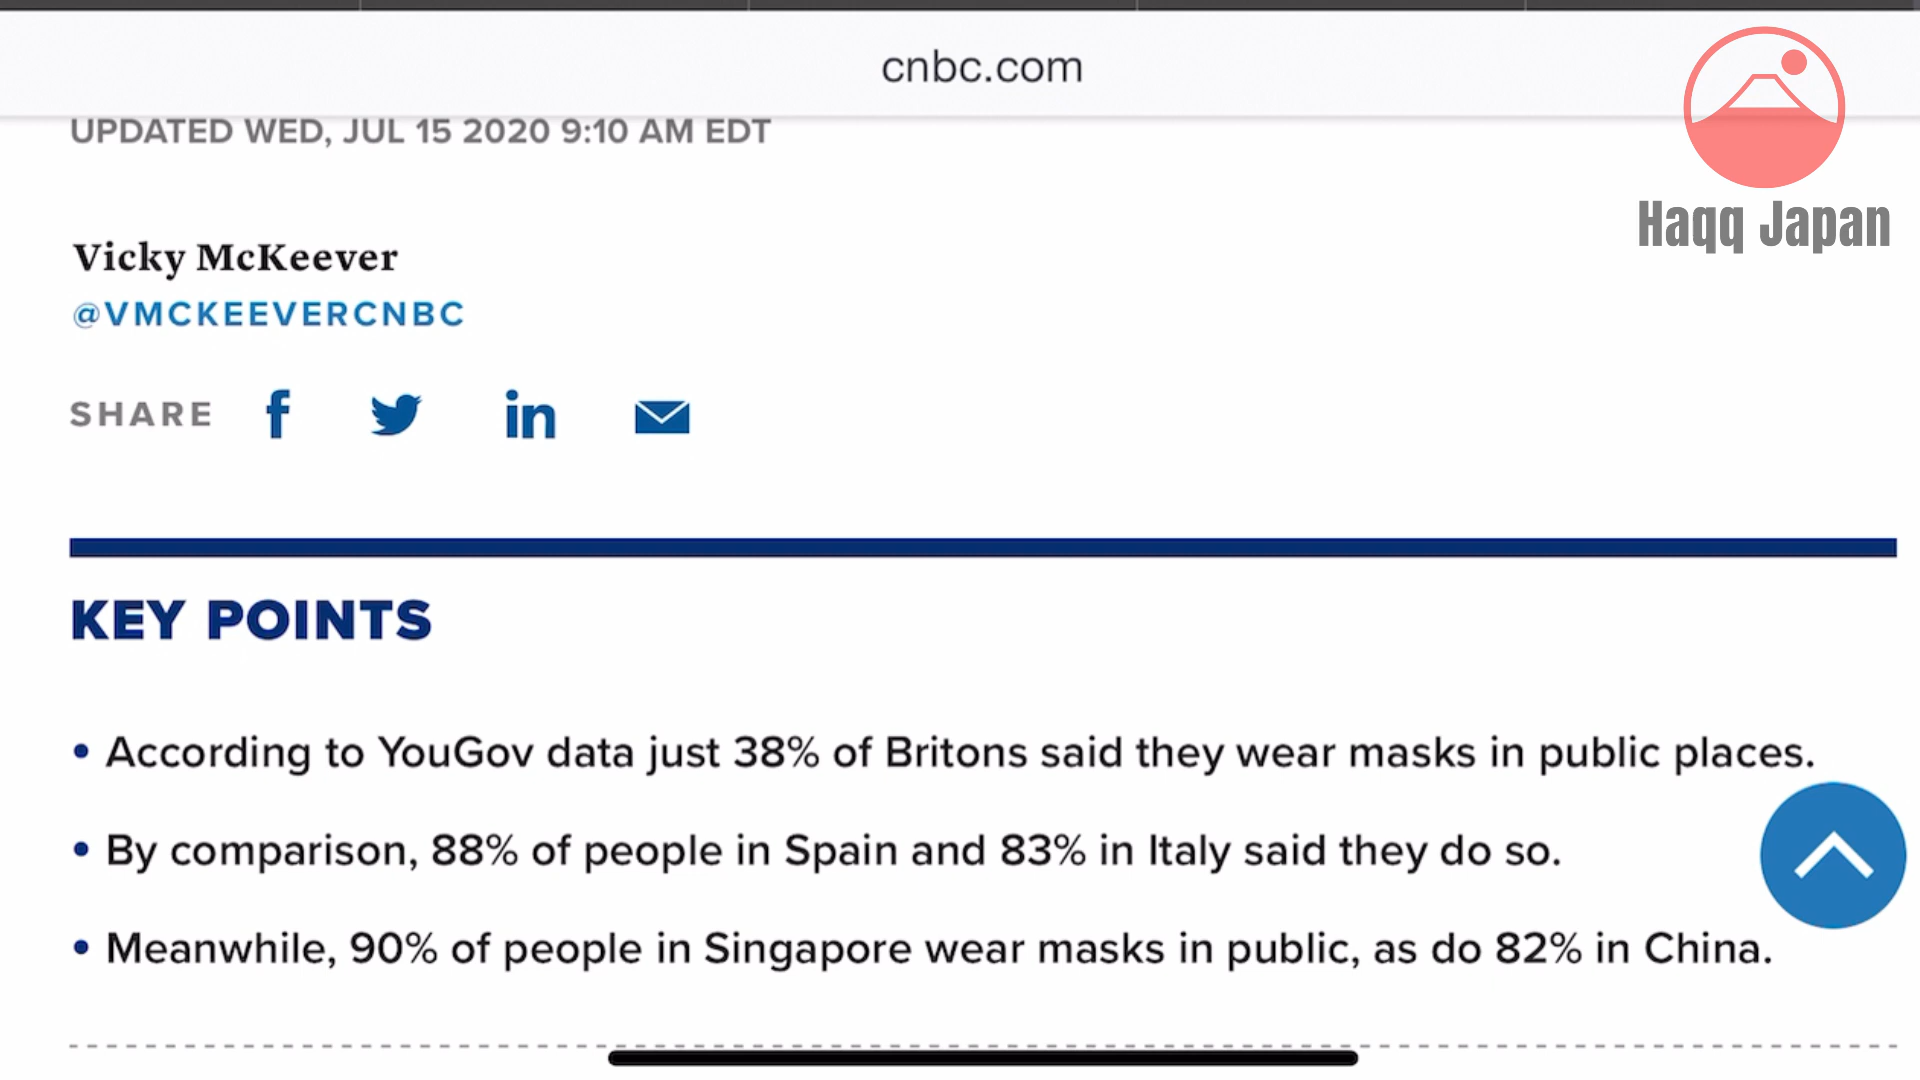 cnbc.com
UPDATED WED, JUL 15 2020 9:10 AM EDT
Haqq Japan
Vicky McKeever
@VMCKEEVERCNBC
SHARE
KEY POINTS
• According to YouGov data just 38% of Britons said they wear masks in public places.
• By comparison, 88% of people in Spain and 83% in Italy said they do so.
• Meanwhile, 90% of people in Singapore wear masks in public, as do 82% in China.